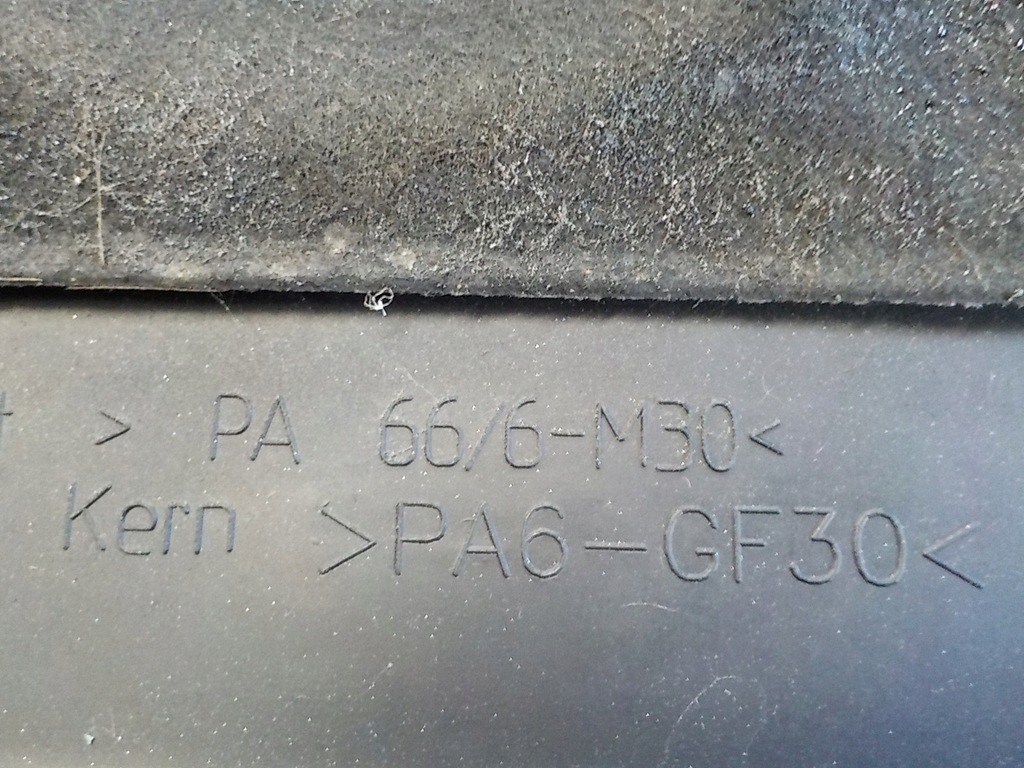 > PA 66/6-M30<
Kern >PA6-GF30<